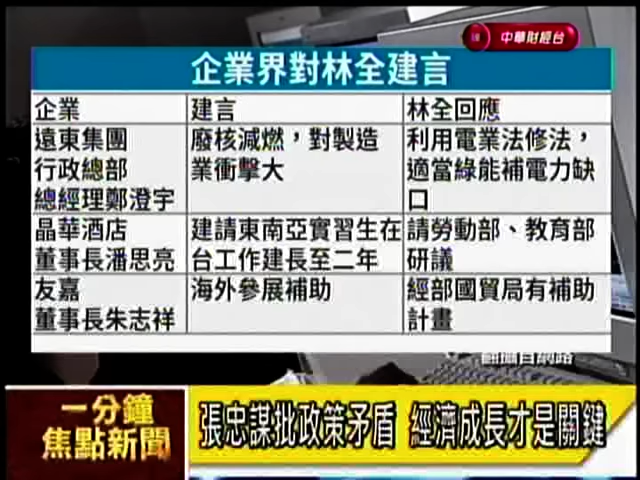 中華財經台
企業界對林全建言
企業 建言 林全回應
遠東集團 廢核減燃，對製造 利用電業法修法，
行政總部 業衝擊大 適當綠能補電力缺
總經理鄭澄宇 口
晶華酒店 建請東南亞實習生在 請勞動部、教育部
董事長潘思亮 台工作建長至二年 研議
友嘉 海外參展補助 經部國貿局有補助
董事長朱志祥 計畫
翻攝自網路
一分鐘
焦點新聞
張忠謀批政策矛盾 經濟成長才是關鍵